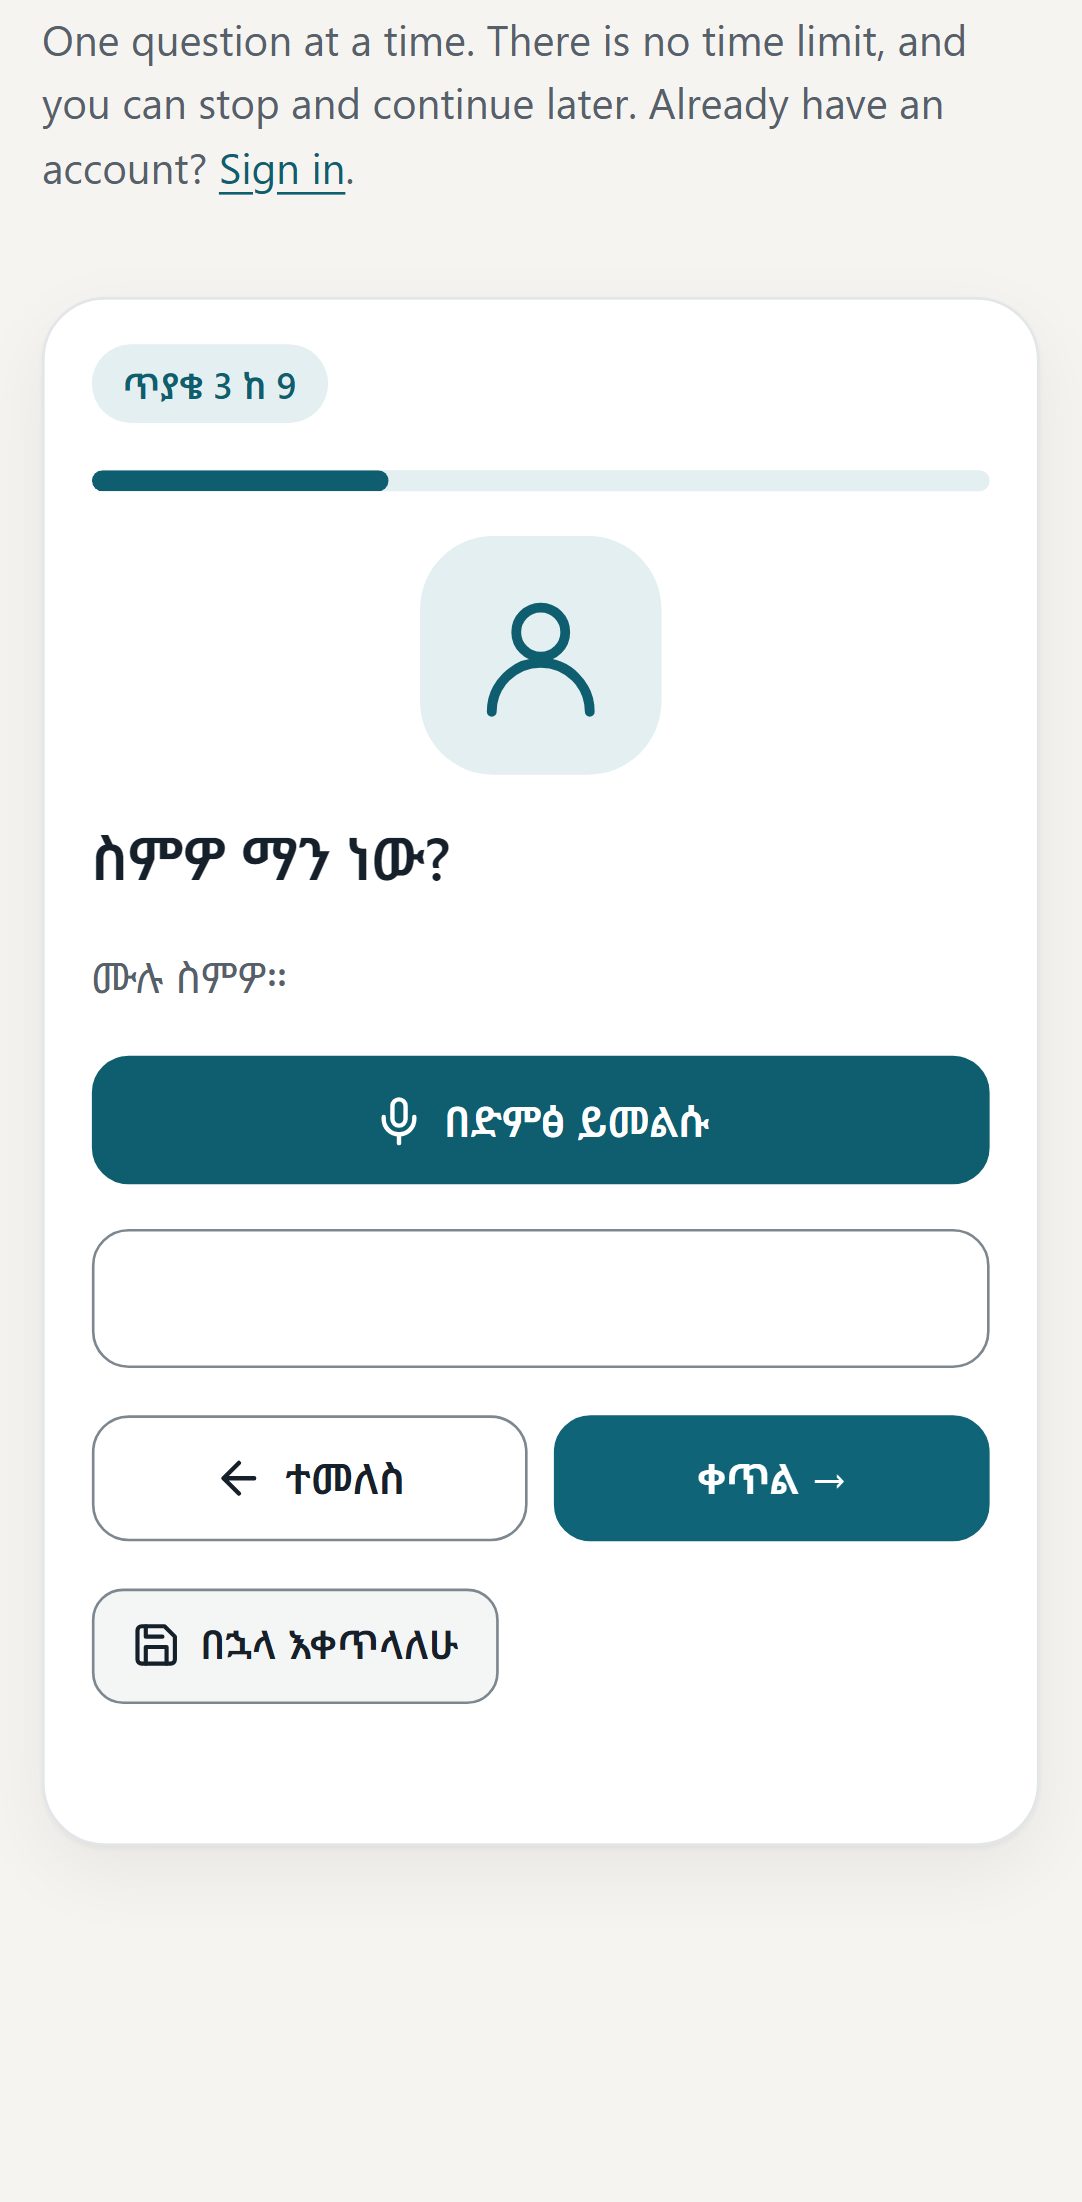 One question at a time. There is no time limit, and
you can stop and continue later. Already have an
account? Sign in.
ጥያቄ 3 ከ 9
ስምዎ ማን ነው?
ሙሉ ስምዎ።
በድምፅ ይመልሱ
← ተመለስ
ቀጥል →
በኋላ እቀጥላለሁ